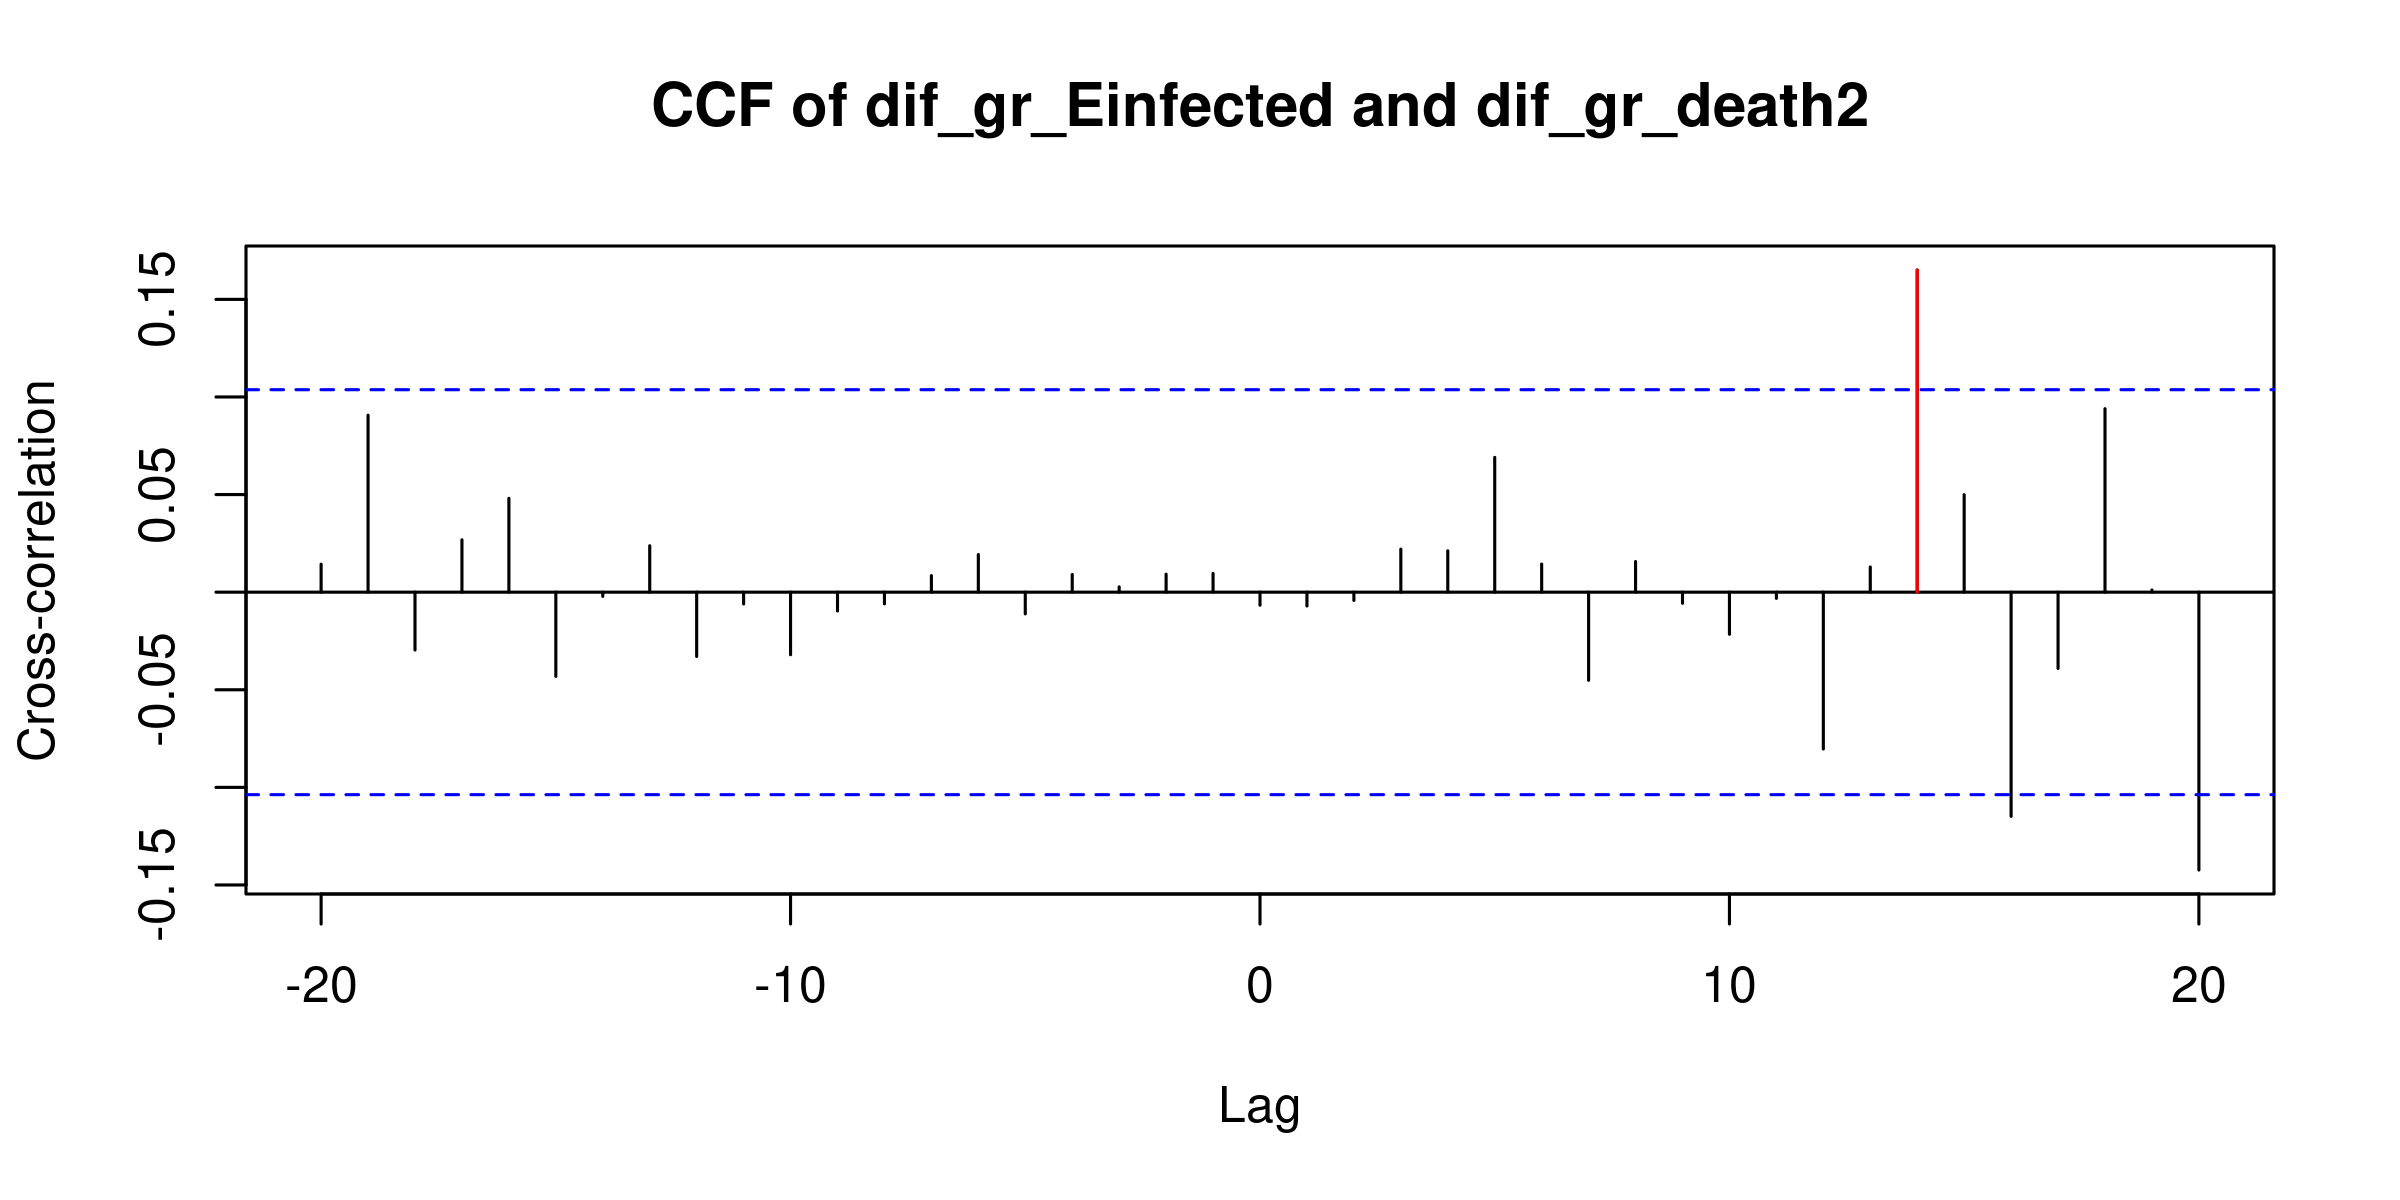 CCF of dif_gr_Einfected and dif_gr_death2
Cross-correlation
0.15
0.05
-0.05
-0.15
-20 -10 0 10 20
Lag